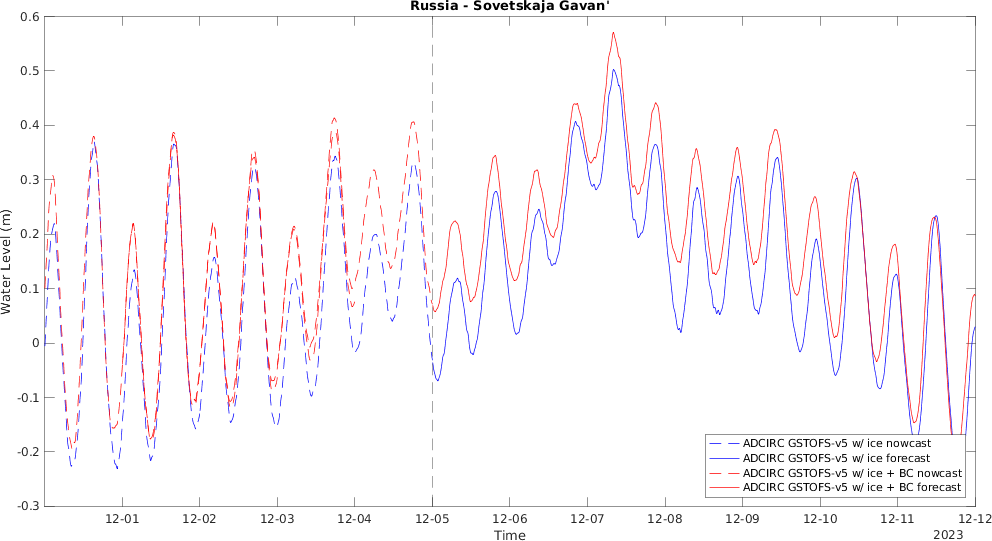 Russia - Sovetskaja Gavan'
0.6
0.5
0.4
0.3
0.2
0.1
0
-0.1
-0.2
-0.3
Water Level (m)
ADCIRC GSTOFS-v5 w/ ice nowcast
ADCIRC GSTOFS-v5 w/ ice forecast
ADCIRC GSTOFS-v5 w/ ice + BC nowcast
ADCIRC GSTOFS-v5 w/ ice + BC forecast
12-01 12-02 12-03 12-04 12-05 12-06 12-07 12-08 12-09 12-10 12-11 12-12
Time
2023